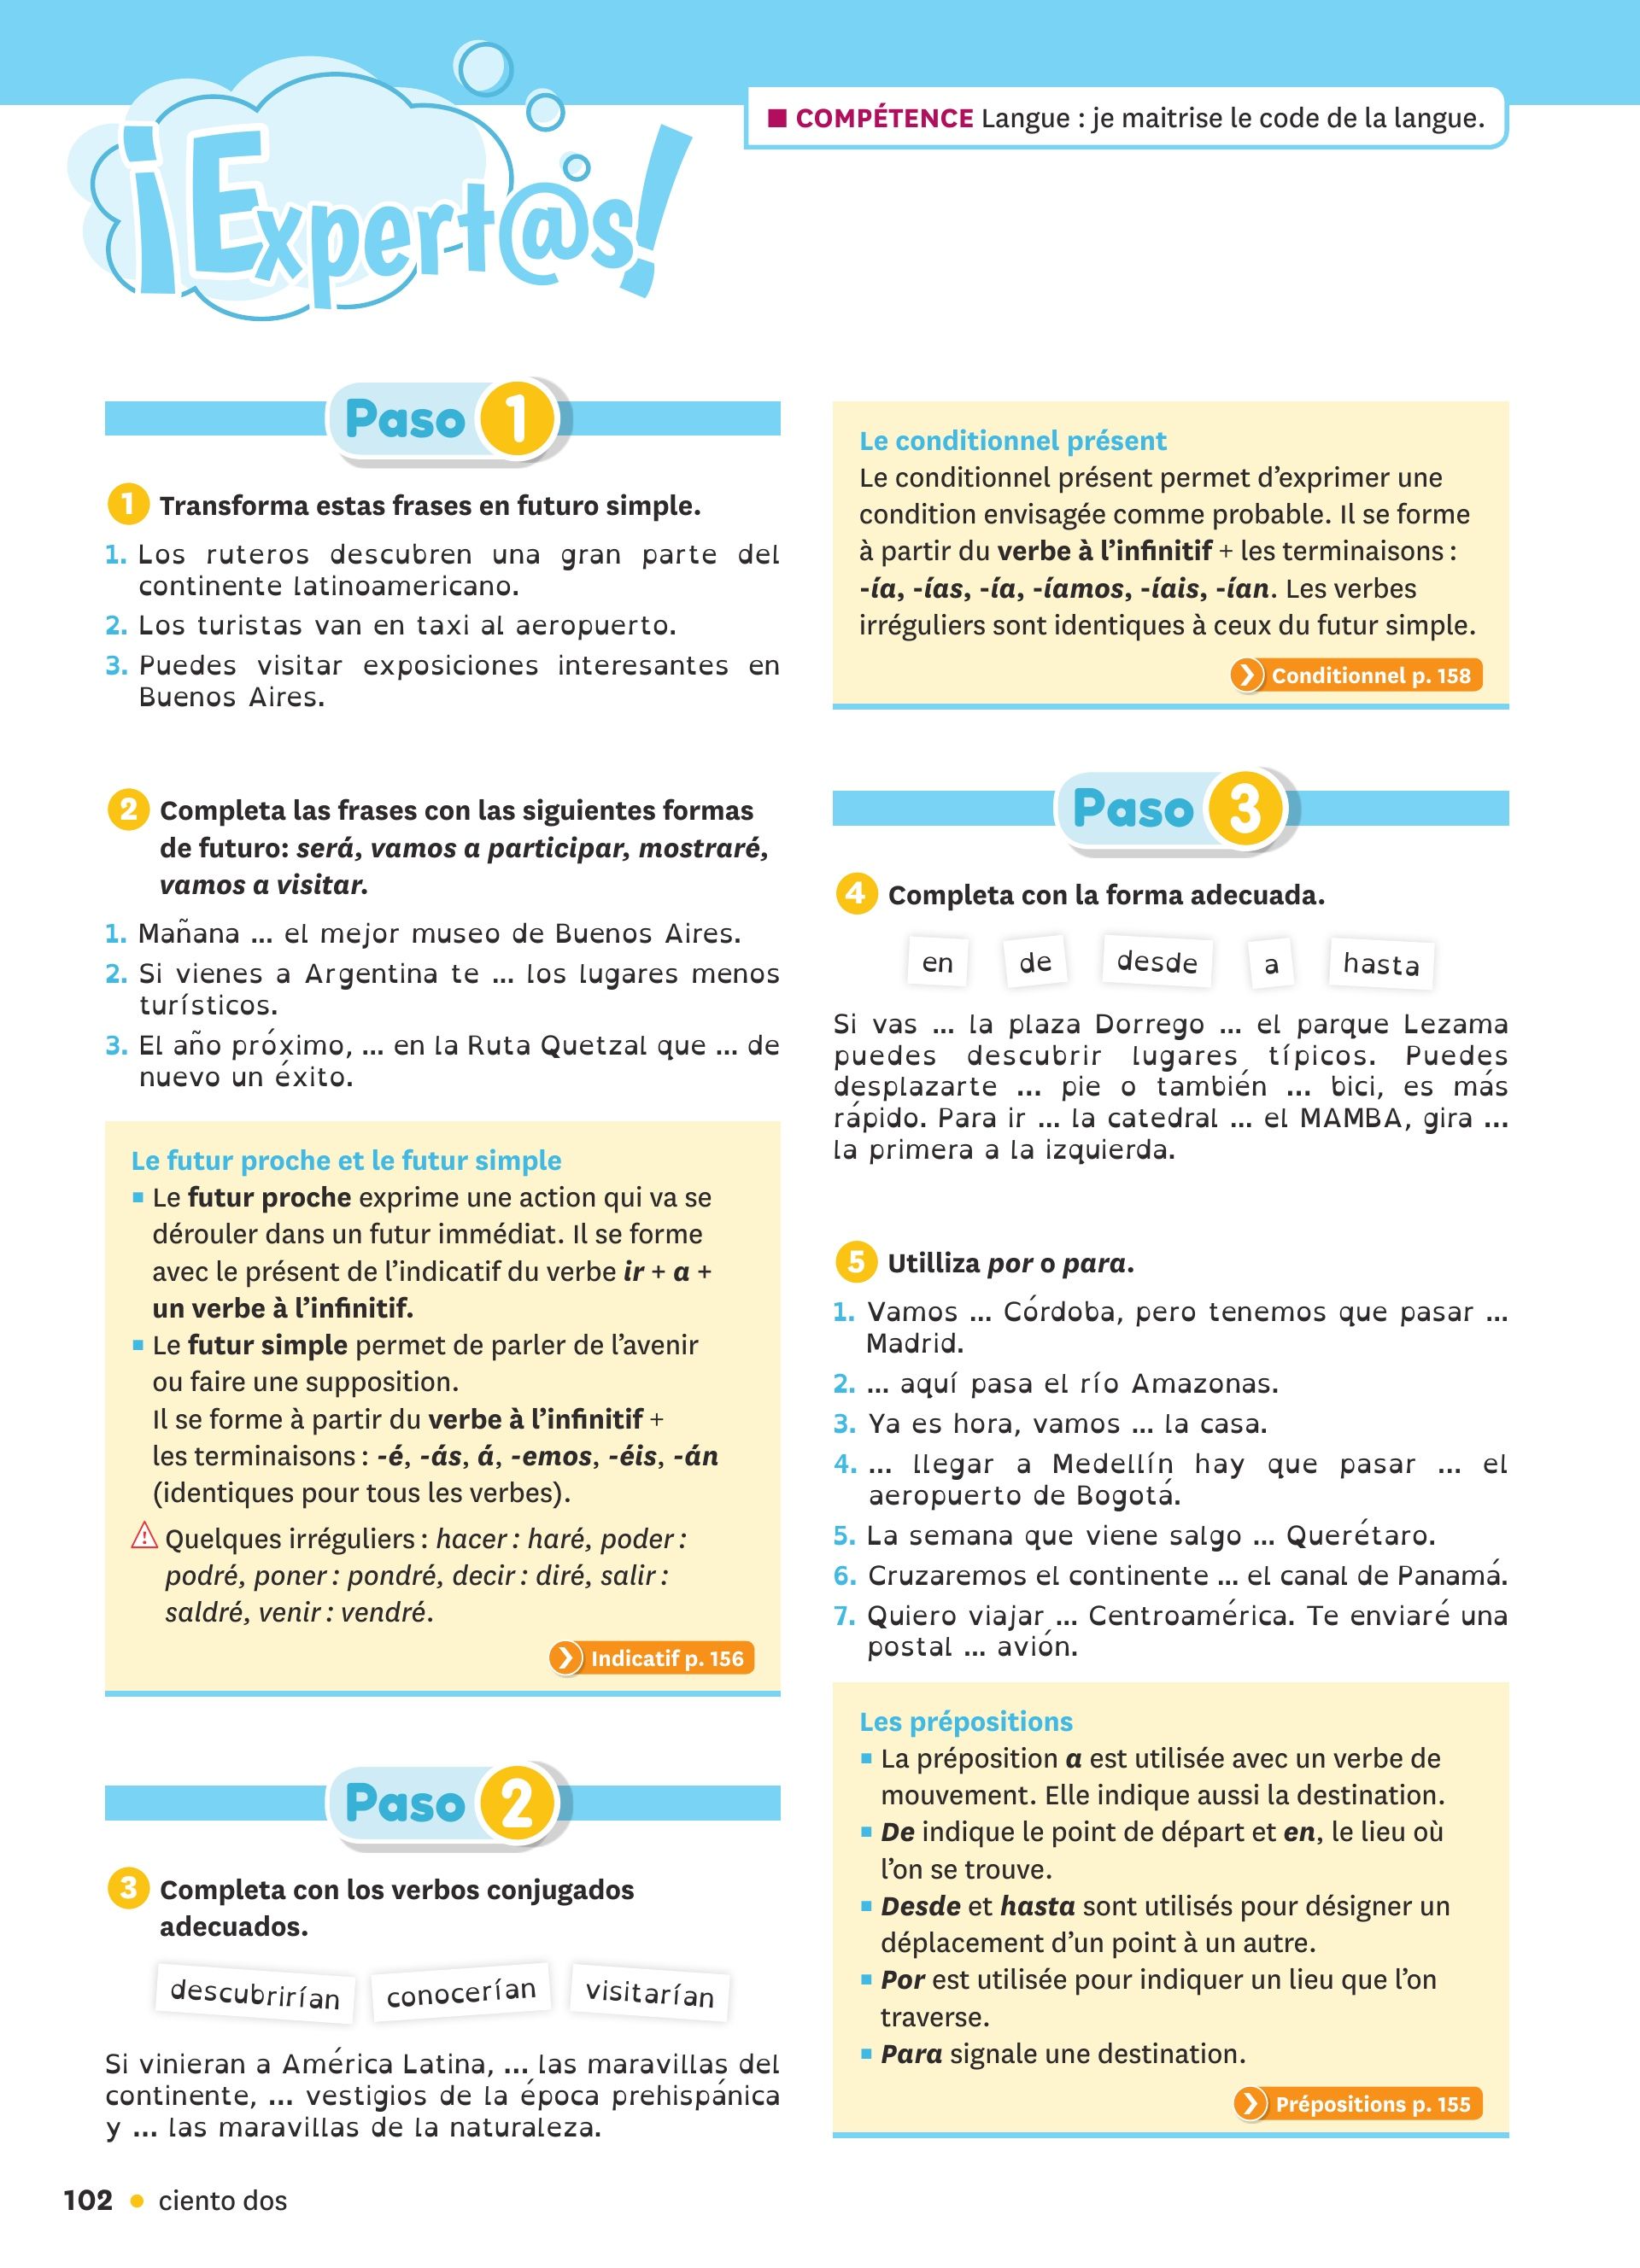 ■ COMPÉTENCE Langue : je maitrise le code de la langue.
¡Expert@s!
Paso 1
1 Transforma estas frases en futuro simple.
1. Los ruteros descubren una gran parte del
continente latinoamericano.
2. Los turistas van en taxi al aeropuerto.
3. Puedes visitar exposiciones interesantes en
Buenos Aires.
2 Completa las frases con las siguientes formas
de futuro: será, vamos a participar, mostraré,
vamos a visitar.
1. Mañana ... el mejor museo de Buenos Aires.
2. Si vienes a Argentina te ... los lugares menos
turísticos.
3. El año próximo, ... en la Ruta Quetzal que ... de
nuevo un éxito.
Le futur proche et le futur simple
▪ Le futur proche exprime une action qui va se
dérouler dans un futur immédiat. Il se forme
avec le présent de l'indicatif du verbe ir + a +
un verbe à l'infinitif.
▪ Le futur simple permet de parler de l'avenir
ou faire une supposition.
Il se forme à partir du verbe à l'infinitif +
les terminaisons : -é, -ás, á, -emos, -éis, -án
(identiques pour tous les verbes).
⚠ Quelques irréguliers : hacer : haré, poder :
podré, poner : pondré, decir : diré, salir :
saldré, venir : vendré.
Indicatif p. 156
Paso 2
3 Completa con los verbos conjugados
adecuados.
descubrirían conocerían visitarían
Si vinieran a América Latina, ... las maravillas del
continente, ... vestigios de la época prehispánica
y ... las maravillas de la naturaleza.
Le conditionnel présent
Le conditionnel présent permet d'exprimer une
condition envisagée comme probable. Il se forme
à partir du verbe à l'infinitif + les terminaisons :
-ía, -ías, -ía, -íamos, -íais, -ían. Les verbes
irréguliers sont identiques à ceux du futur simple.
Conditionnel p. 158
Paso 3
4 Completa con la forma adecuada.
en de desde a hasta
Si vas ... la plaza Dorrego ... el parque Lezama
puedes descubrir lugares típicos. Puedes
desplazarte ... pie o también ... bici, es más
rápido. Para ir ... la catedral ... el MAMBA, gira ...
la primera a la izquierda.
5 Utilliza por o para.
1. Vamos ... Córdoba, pero tenemos que pasar ...
Madrid.
2. ... aquí pasa el río Amazonas.
3. Ya es hora, vamos ... la casa.
4. ... llegar a Medellín hay que pasar ... el
aeropuerto de Bogotá.
5. La semana que viene salgo ... Querétaro.
6. Cruzaremos el continente ... el canal de Panamá.
7. Quiero viajar ... Centroamérica. Te enviaré una
postal ... avión.
Les prépositions
▪ La préposition a est utilisée avec un verbe de
mouvement. Elle indique aussi la destination.
▪ De indique le point de départ et en, le lieu où
l'on se trouve.
▪ Desde et hasta sont utilisés pour désigner un
déplacement d'un point à un autre.
▪ Por est utilisée pour indiquer un lieu que l'on
traverse.
▪ Para signale une destination.
Prépositions p. 155
102 • ciento dos